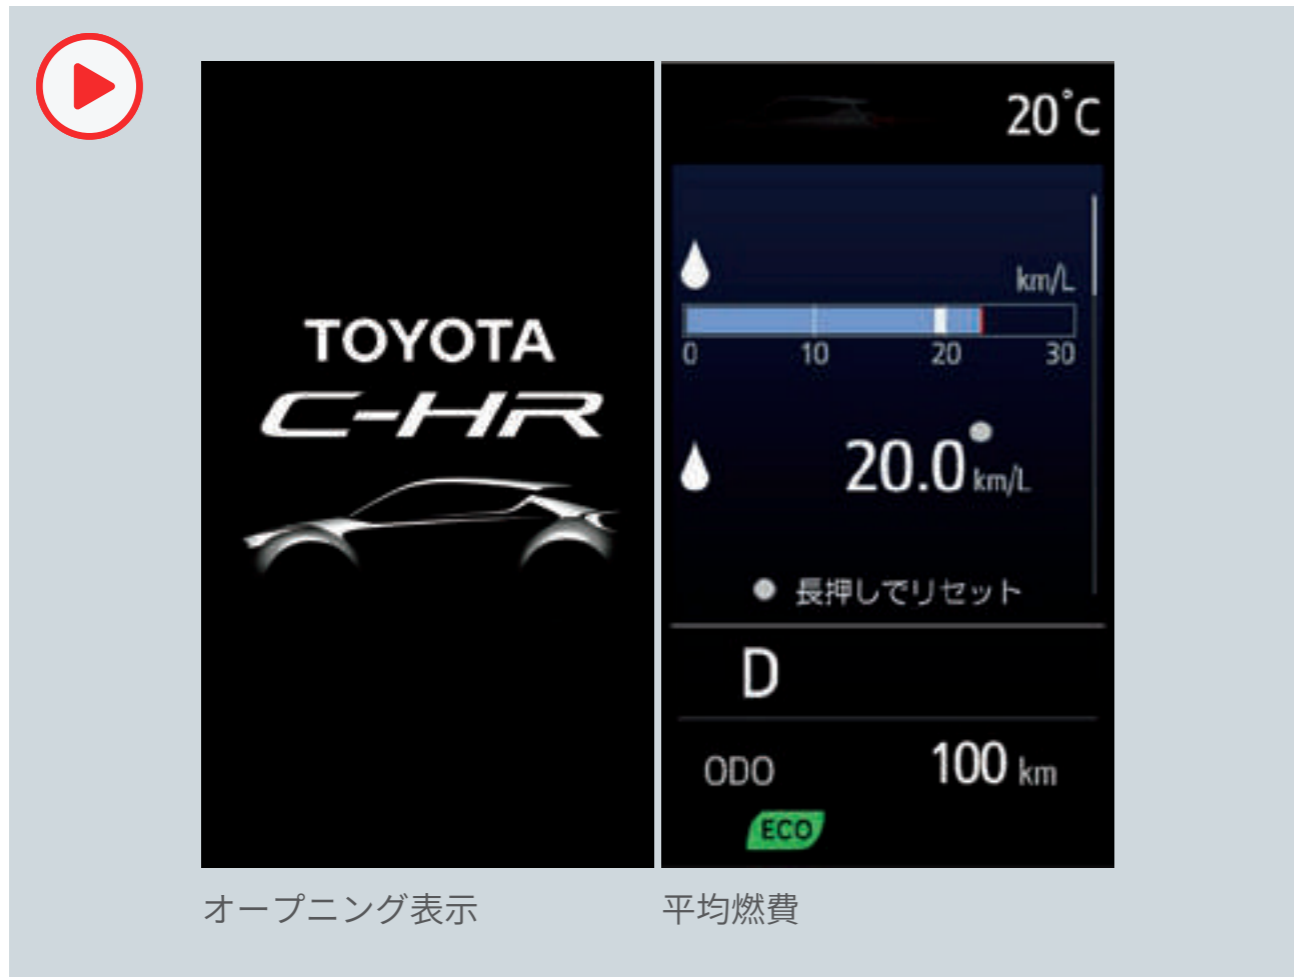 TOYOTA
C-HR
20°C
km/L
0 10 20 30
20.0 km/L
長押しでリセット
D
ODO 100 km
ECO
オープニング表示
平均燃費